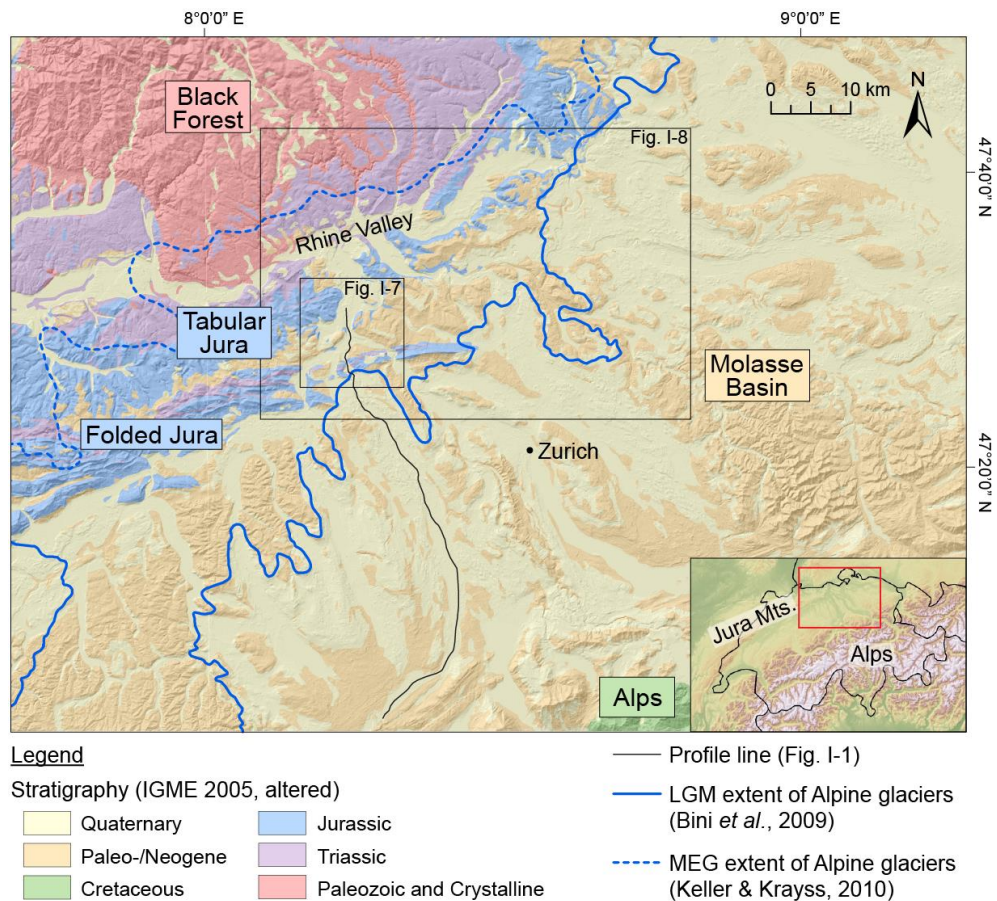 8°0'0" E
9°0'0" E
Black
Forest
0 5 10 km
N
Fig. I-8
47°40'0" N
Rhine Valley
Fig. I-7
Tabular
Jura
Molasse
Basin
Folded Jura
Zurich
47°20'0" N
Jura Mts.
Alps
Alps
Legend
Stratigraphy (IGME 2005, altered)
Quaternary
Paleo-/Neogene
Cretaceous
Jurassic
Triassic
Paleozoic and Crystalline
Profile line (Fig. I-1)
LGM extent of Alpine glaciers
(Bini et al., 2009)
MEG extent of Alpine glaciers
(Keller & Krayss, 2010)